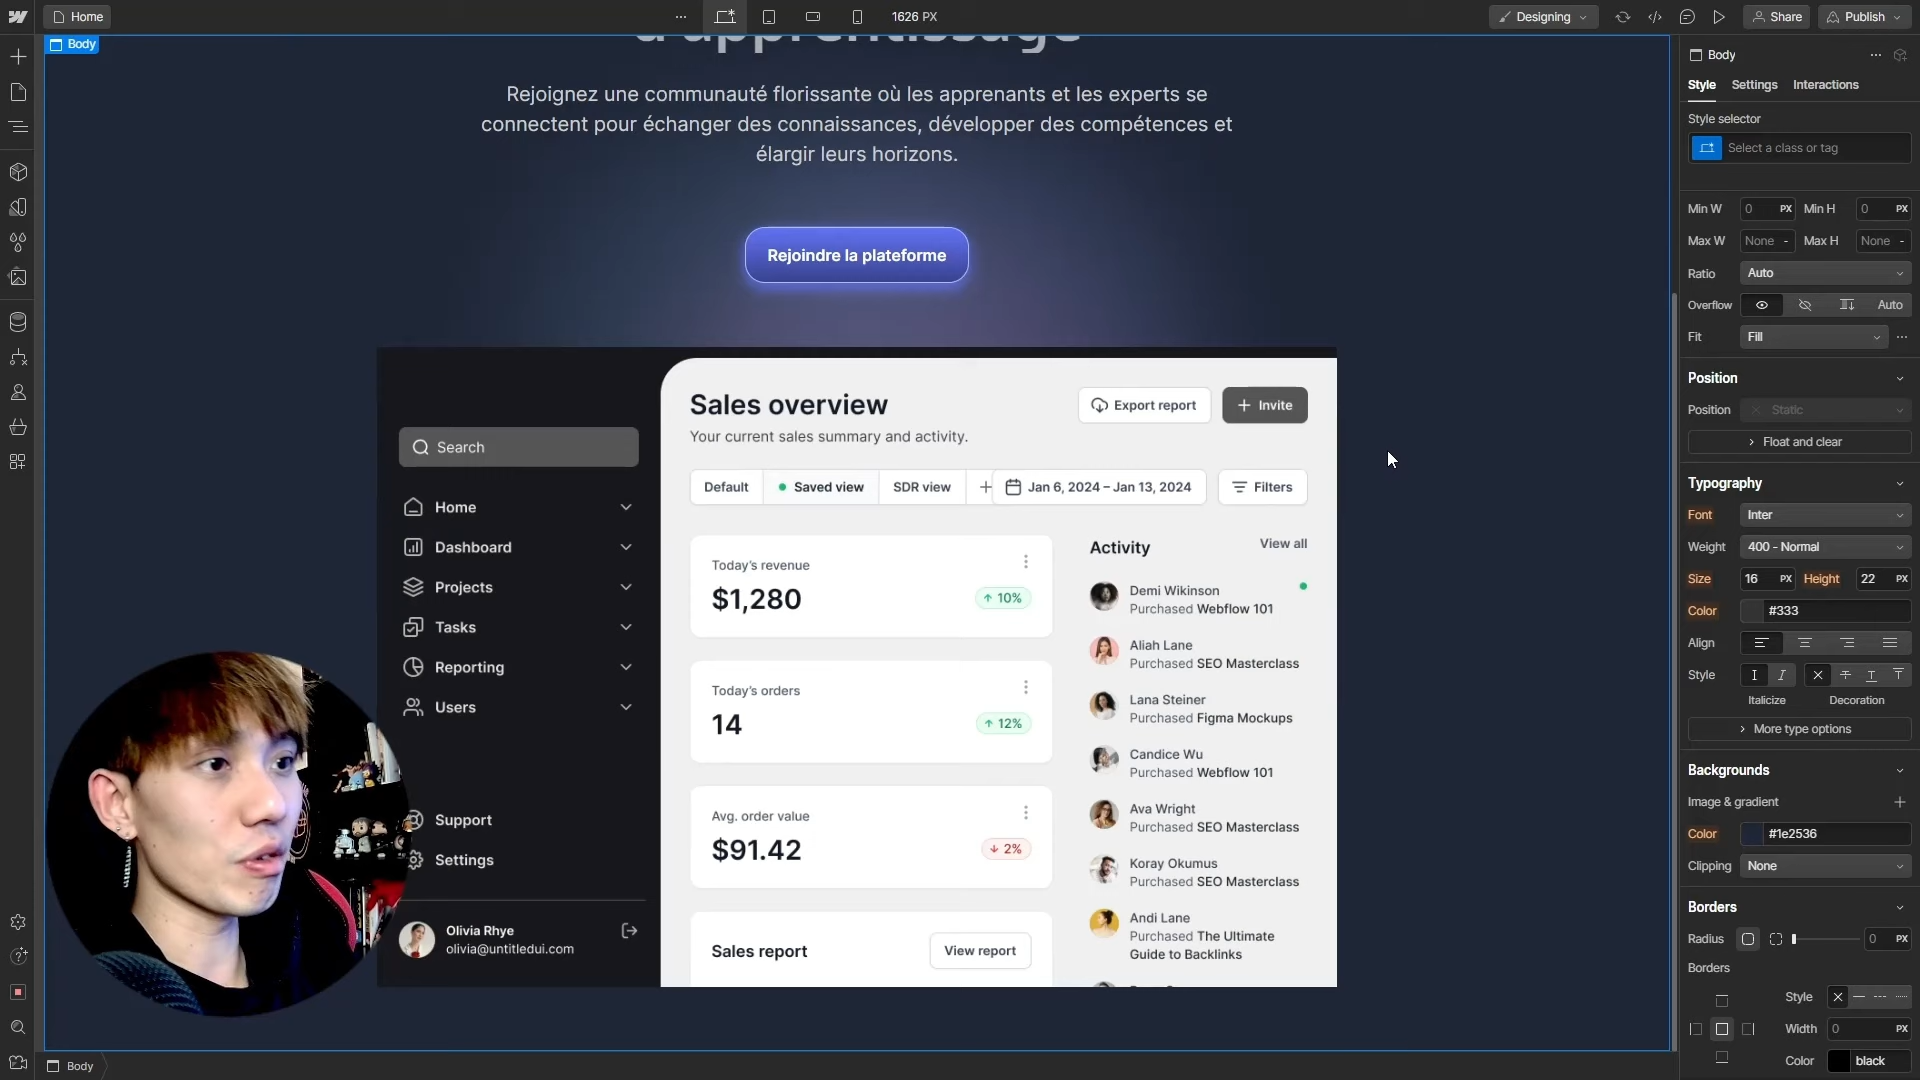 Home
1626 PX
Designing
Share
Publish
Body
d'apprentissage
Rejoignez une communauté florissante où les apprenants et les experts se
connectent pour échanger des connaissances, développer des compétences et
élargir leurs horizons.
Rejoindre la plateforme
Search
Home
Dashboard
Projects
Tasks
Reporting
Users
Support
Settings
Olivia Rhye
olivia@untitledui.com
Sales overview
Your current sales summary and activity.
Export report
Invite
Default
Saved view
SDR view
Jan 6, 2024 – Jan 13, 2024
Filters
Today's revenue
$1,280
10%
Today's orders
14
12%
Avg. order value
$91.42
2%
Sales report
View report
Activity
View all
Demi Wikinson
Purchased Webflow 101
Aliah Lane
Purchased SEO Masterclass
Lana Steiner
Purchased Figma Mockups
Candice Wu
Purchased Webflow 101
Ava Wright
Purchased SEO Masterclass
Koray Okumus
Purchased SEO Masterclass
Andi Lane
Purchased The Ultimate
Guide to Backlinks
Body
Body
Style Settings Interactions
Style selector
Select a class or tag
Min W 0 PX Min H 0 PX
Max W None - Max H None -
Ratio Auto
Overflow Auto
Fit Fill
Position
Position Static
Float and clear
Typography
Font Inter
Weight 400 - Normal
Size 16 PX Height 22 PX
Color #333
Align
Style
Italicize Decoration
More type options
Backgrounds
Image & gradient
Color #1e2536
Clipping None
Borders
Radius 0 PX
Borders
Style
Width 0 PX
Color black